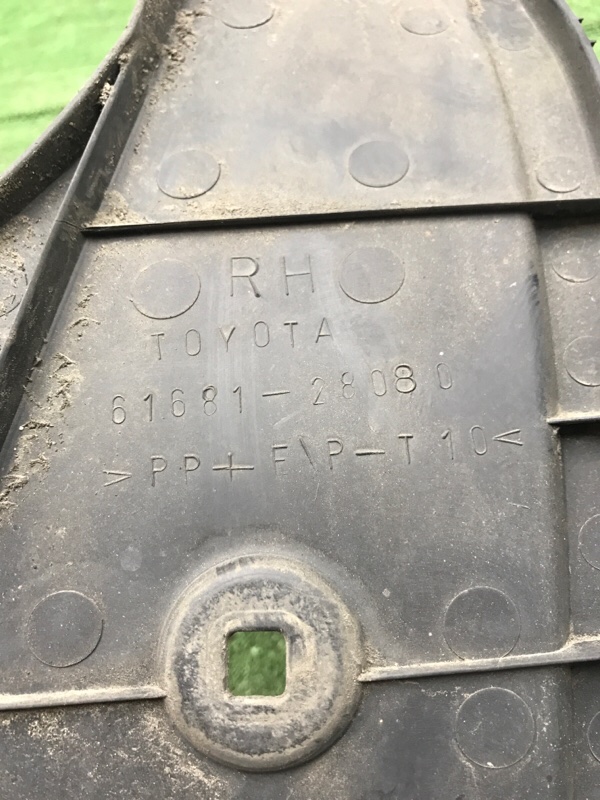 RH
TOYOTA
61681-28080
>PP+E\P-T10<